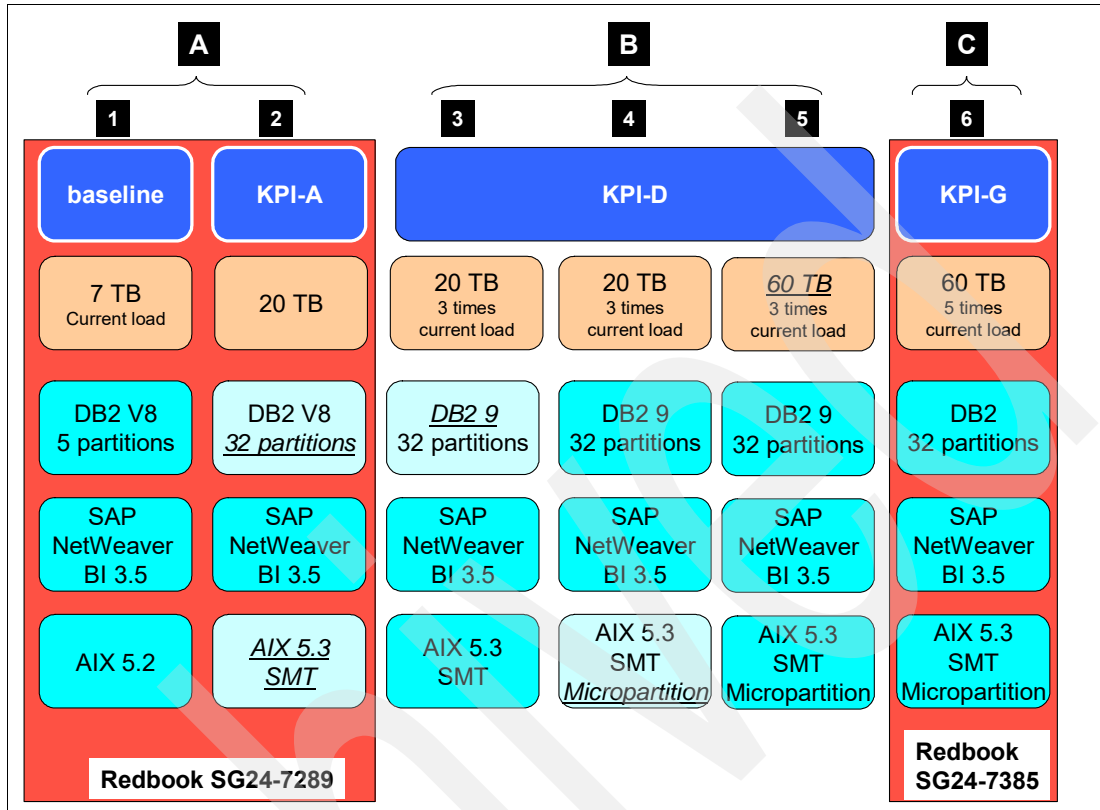 A
B
C
1
2
3
4
5
6
baseline
KPI-A
KPI-D
KPI-G
7 TB
Current load
20 TB
20 TB
3 times
current load
20 TB
3 times
current load
60 TB
3 times
current load
60 TB
5 times
current load
DB2 V8
5 partitions
DB2 V8
32 partitions
DB2 9
32 partitions
DB2 9
32 partitions
DB2 9
32 partitions
DB2
32 partitions
SAP
NetWeaver
BI 3.5
SAP
NetWeaver
BI 3.5
SAP
NetWeaver
BI 3.5
SAP
NetWeaver
BI 3.5
SAP
NetWeaver
BI 3.5
SAP
NetWeaver
BI 3.5
AIX 5.2
AIX 5.3
SMT
AIX 5.3
SMT
AIX 5.3
SMT
Micropartition
AIX 5.3
SMT
Micropartition
AIX 5.3
SMT
Micropartition
Redbook SG24-7289
Redbook
SG24-7385